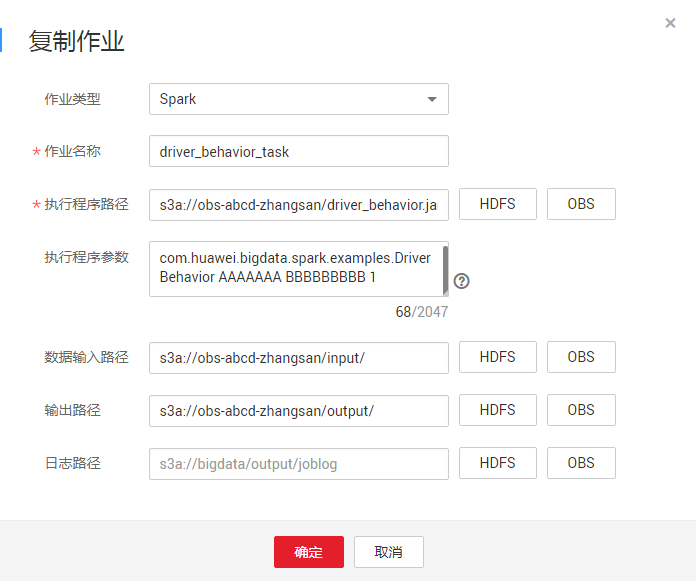 复制作业
作业类型 Spark
* 作业名称 driver_behavior_task
* 执行程序路径 s3a://obs-abcd-zhangsan/driver_behavior.ja HDFS OBS
执行程序参数 com.huawei.bigdata.spark.examples.Driver
Behavior AAAAAAA BBBBBBBBB 1
68/2047
数据输入路径 s3a://obs-abcd-zhangsan/input/ HDFS OBS
输出路径 s3a://obs-abcd-zhangsan/output/ HDFS OBS
日志路径 s3a://bigdata/output/joblog HDFS OBS
确定 取消